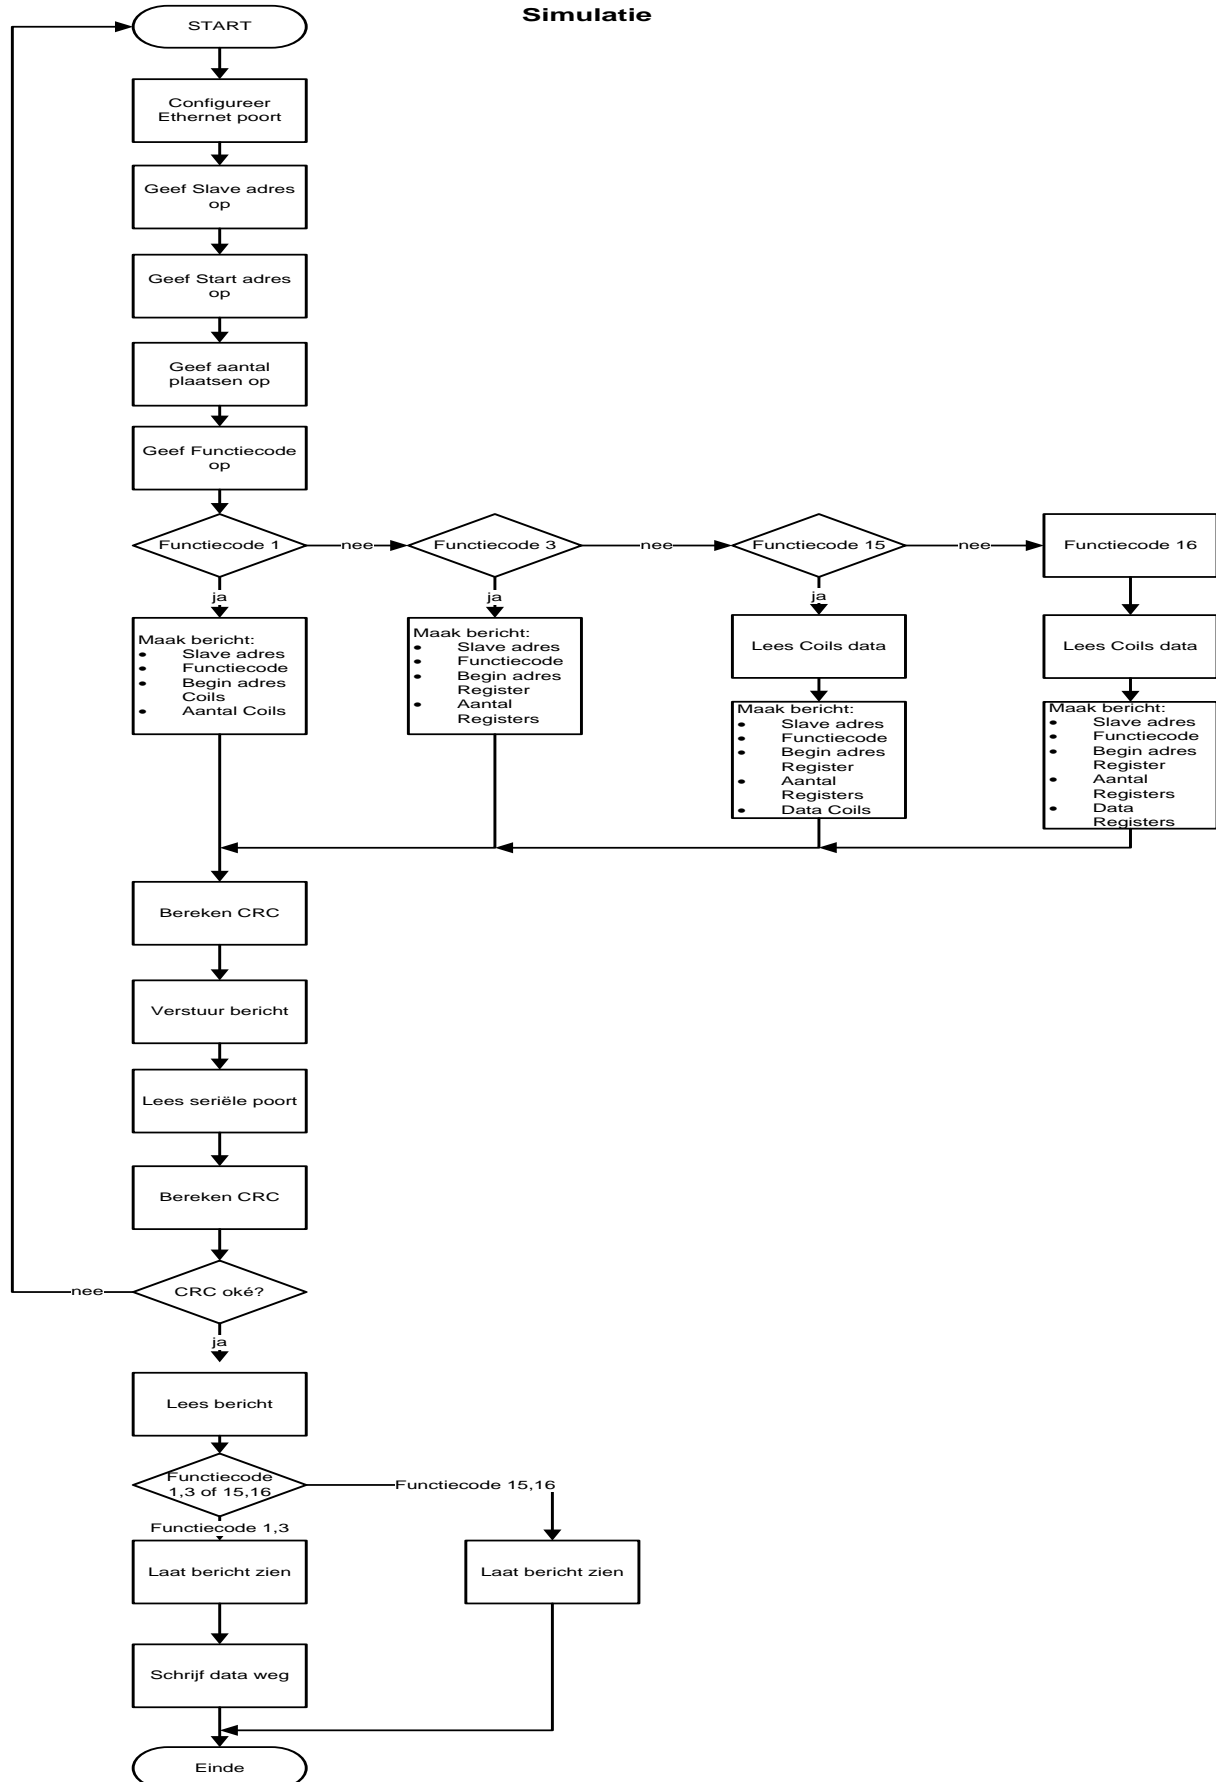 Simulatie
START
Configureer
Ethernet poort
Geef Slave adres
op
Geef Start adres
op
Geef aantal
plaatsen op
Geef Functiecode
op
Functiecode 1
nee
Functiecode 3
nee
Functiecode 15
nee
Functiecode 16
ja
ja
ja
Maak bericht:
• Slave adres
• Functiecode
• Begin adres
Coils
• Aantal Coils
Maak bericht:
• Slave adres
• Functiecode
• Begin adres
Register
• Aantal
Registers
Lees Coils data
Maak bericht:
• Slave adres
• Functiecode
• Begin adres
Register
• Aantal
Registers
• Data Coils
Lees Coils data
Maak bericht:
• Slave adres
• Functiecode
• Begin adres
Register
• Aantal
Registers
• Data
Registers
Bereken CRC
Verstuur bericht
Lees seriële poort
Bereken CRC
CRC oké?
nee
ja
Lees bericht
Functiecode
1,3 of 15,16
Functiecode 15,16
Functiecode 1,3
Laat bericht zien
Laat bericht zien
Schrijf data weg
Einde